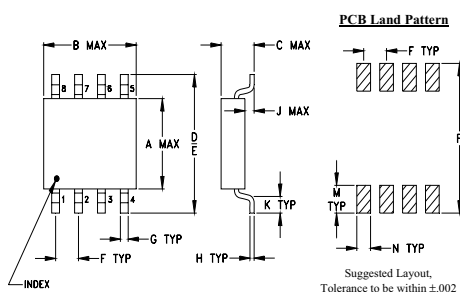 PCB Land Pattern
B MAX
C MAX
F TYP
8 7 6 5
J MAX
A MAX
D
E
1 2 3 4
K TYP
M
TYP
G TYP
F TYP
H TYP
N TYP
INDEX
Suggested Layout,
Tolerance to be within ±.002